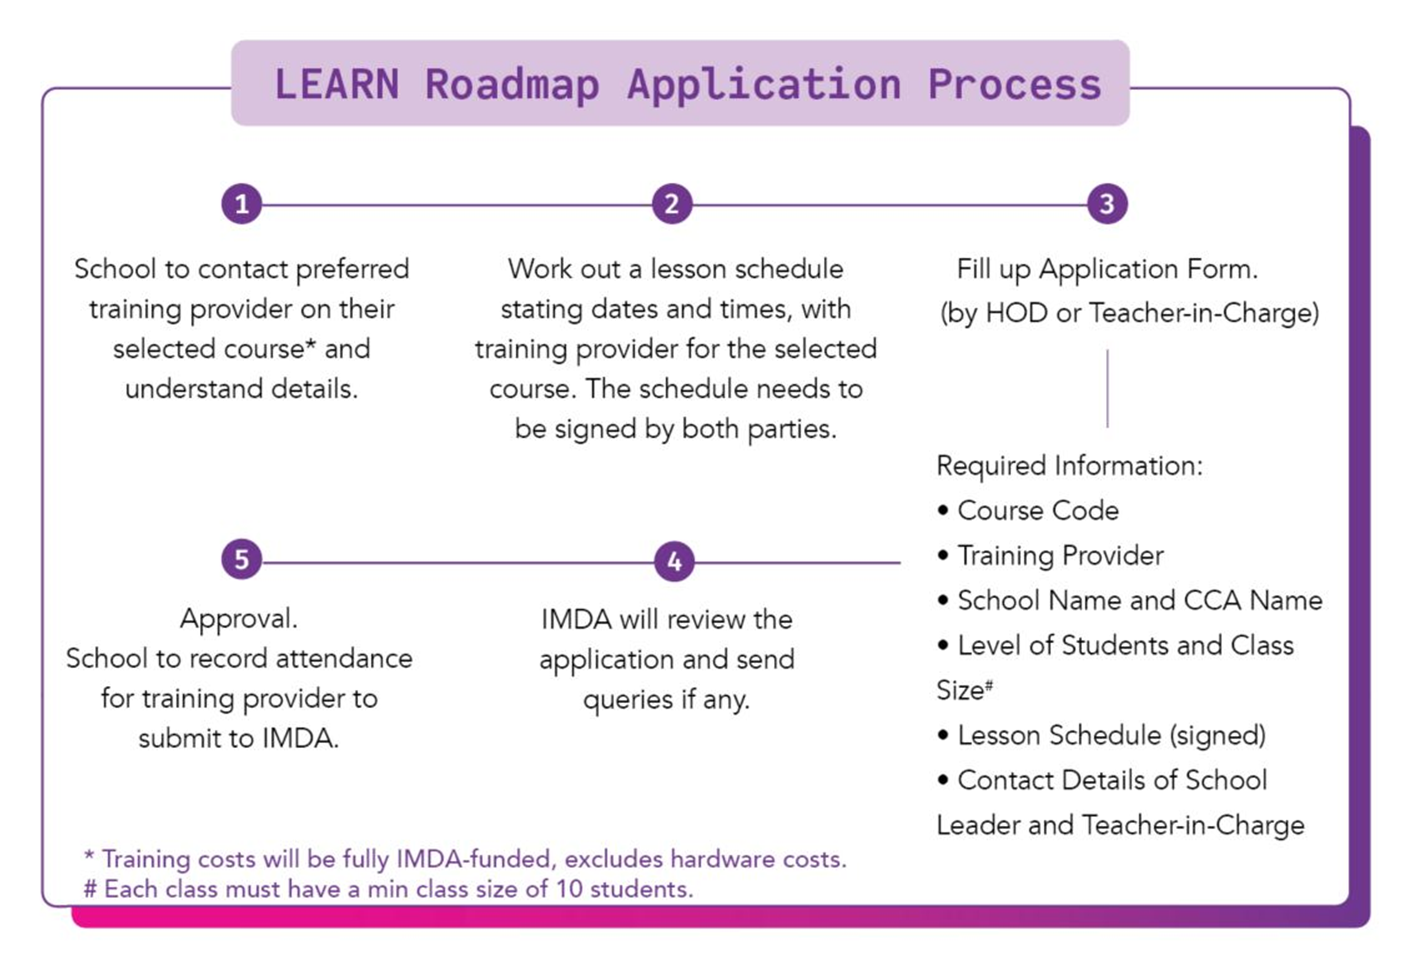 LEARN Roadmap Application Process
1
School to contact preferred
training provider on their
selected course* and
understand details.
2
Work out a lesson schedule
stating dates and times, with
training provider for the selected
course. The schedule needs to
be signed by both parties.
3
Fill up Application Form.
(by HOD or Teacher-in-Charge)
Required Information:
• Course Code
• Training Provider
• School Name and CCA Name
• Level of Students and Class
Size#
• Lesson Schedule (signed)
• Contact Details of School
Leader and Teacher-in-Charge
4
IMDA will review the
application and send
queries if any.
5
Approval.
School to record attendance
for training provider to
submit to IMDA.
* Training costs will be fully IMDA-funded, excludes hardware costs.
# Each class must have a min class size of 10 students.